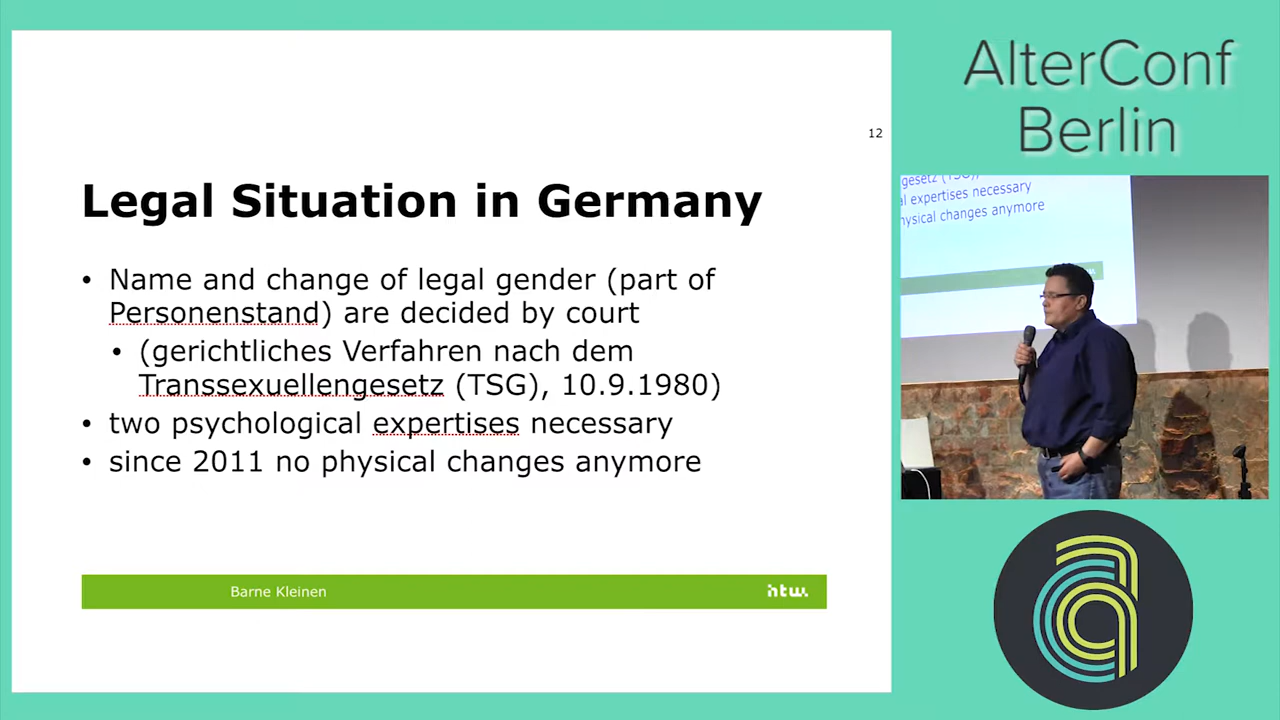 AlterConf
Berlin
12
Legal Situation in Germany
• Name and change of legal gender (part of
Personenstand) are decided by court
• (gerichtliches Verfahren nach dem
Transsexuellengesetz (TSG), 10.9.1980)
• two psychological expertises necessary
• since 2011 no physical changes anymore
Barne Kleinen
htw.
gesetz (TSG),
al expertises necessary
hysical changes anymore